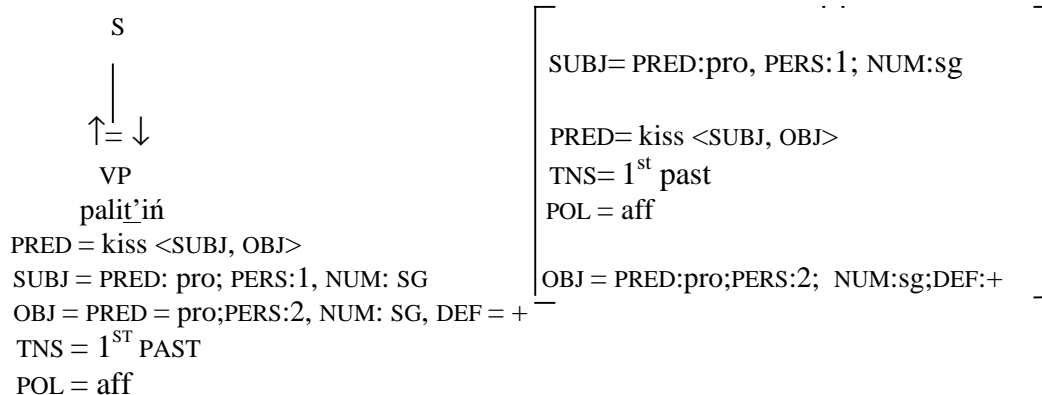 S
↑= ↓
VP
palit’iń
PRED = kiss <SUBJ, OBJ>
SUBJ = PRED: pro; PERS:1, NUM: SG
OBJ = PRED = pro;PERS:2, NUM: SG, DEF = +
TNS = 1ST PAST
POL = aff
SUBJ= PRED:pro, PERS:1; NUM:sg
PRED= kiss <SUBJ, OBJ>
TNS= 1st past
POL = aff
OBJ = PRED:pro;PERS:2; NUM:sg;DEF:+